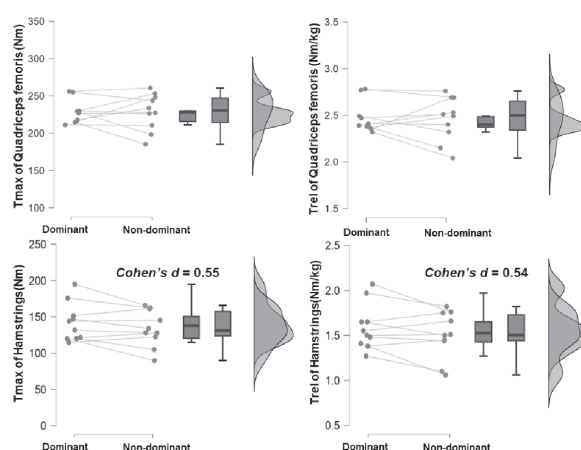 Tmax of Quadriceps femoris (Nm)
350
300
250
200
150
100
Dominant Non-dominant
Trel of Quadriceps femoris (Nm/kg)
3.5
3.0
2.5
2.0
1.5
Dominant Non-dominant
Tmax of Hamstrings(Nm)
250
200
150
100
50
0
Cohen's d = 0.55
Dominant Non-dominant
Trel of Hamstrings(Nm/kg)
2.5
2.0
1.5
1.0
0.5
Cohen's d = 0.54
Dominant Non-dominant